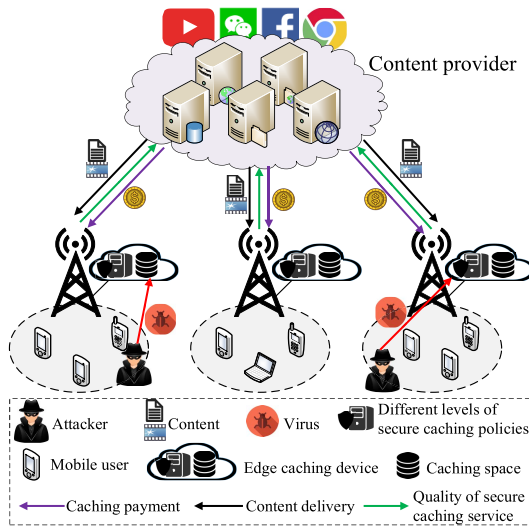 Content provider
Attacker
Content
Virus
Different levels of
secure caching policies
Mobile user
Edge caching device
Caching space
Caching payment
Content delivery
Quality of secure
caching service